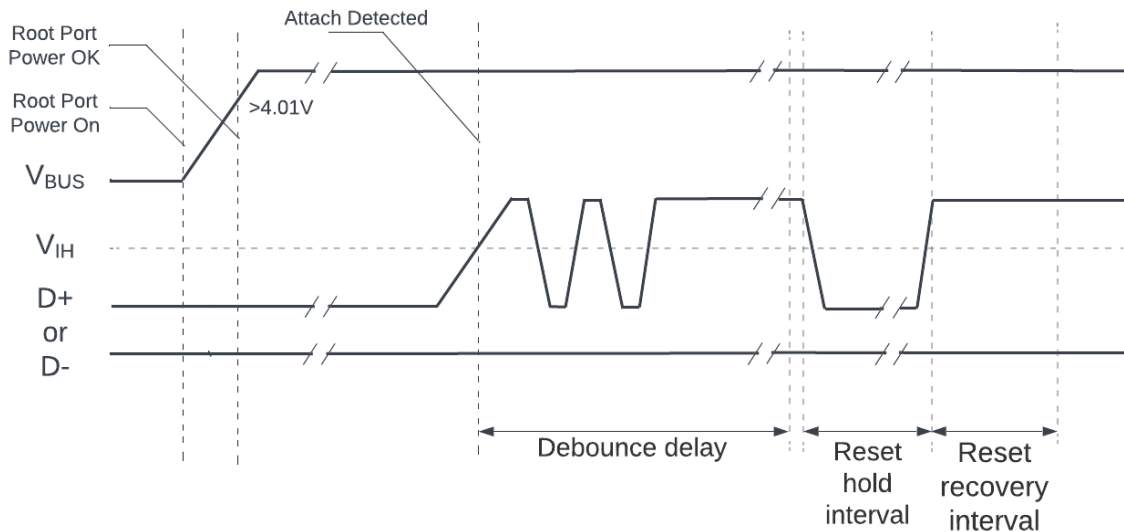 Attach Detected
Root Port
Power OK
Root Port
Power On
>4.01V
VBUS
VIH
D+
or
D-
Debounce delay
Reset
hold
interval
Reset
recovery
interval